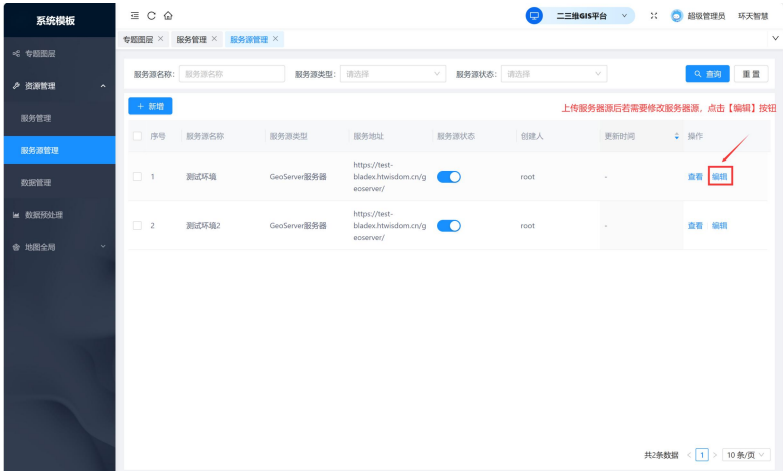 系统模板
二三维GIS平台
超级管理员
环天智慧
专题图层
服务管理
服务源管理
专题图层
资源管理
服务管理
服务源管理
数据管理
数据预处理
地图全局
服务源名称: 服务源名称
服务源类型: 请选择
服务源状态: 请选择
查询
重置
+ 新增
上传服务器源后若需要修改服务器源，点击【编辑】按钮
序号 服务源名称 服务源类型 服务地址 服务源状态 创建人 更新时间 操作
1 测试环境 GeoServer服务器 https://test-
bladex.htwisdom.cn/g
eoserver/
root - 查看 编辑
2 测试环境2 GeoServer服务器 https://test-
bladex.htwisdom.cn/g
eoserver/
root - 查看 编辑
共2条数据 < 1 > 10 条/页